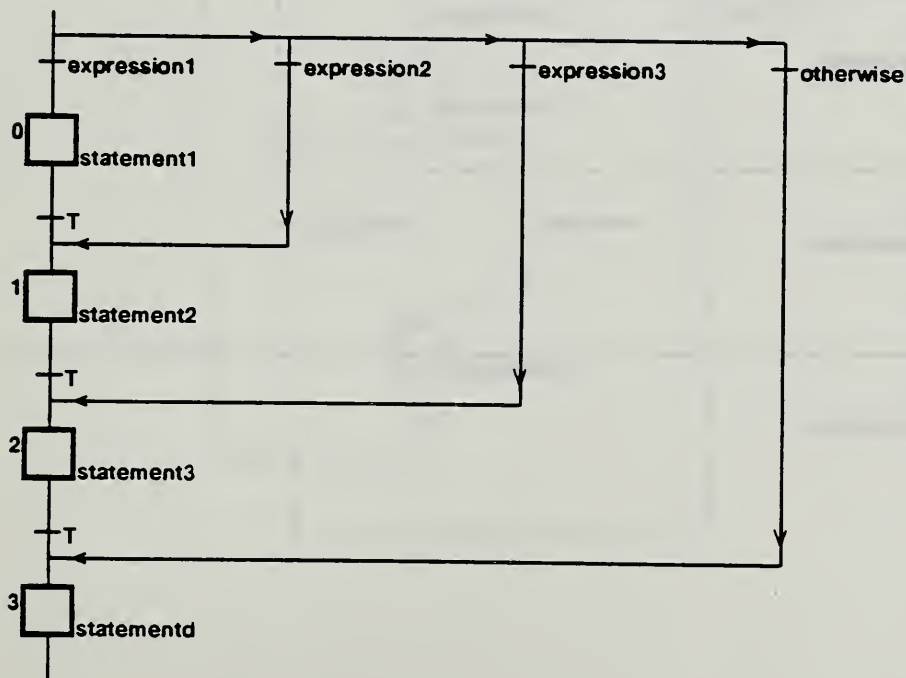 expression1
expression2
expression3
otherwise
0
statement1
T
1
statement2
T
2
statement3
T
3
statementd